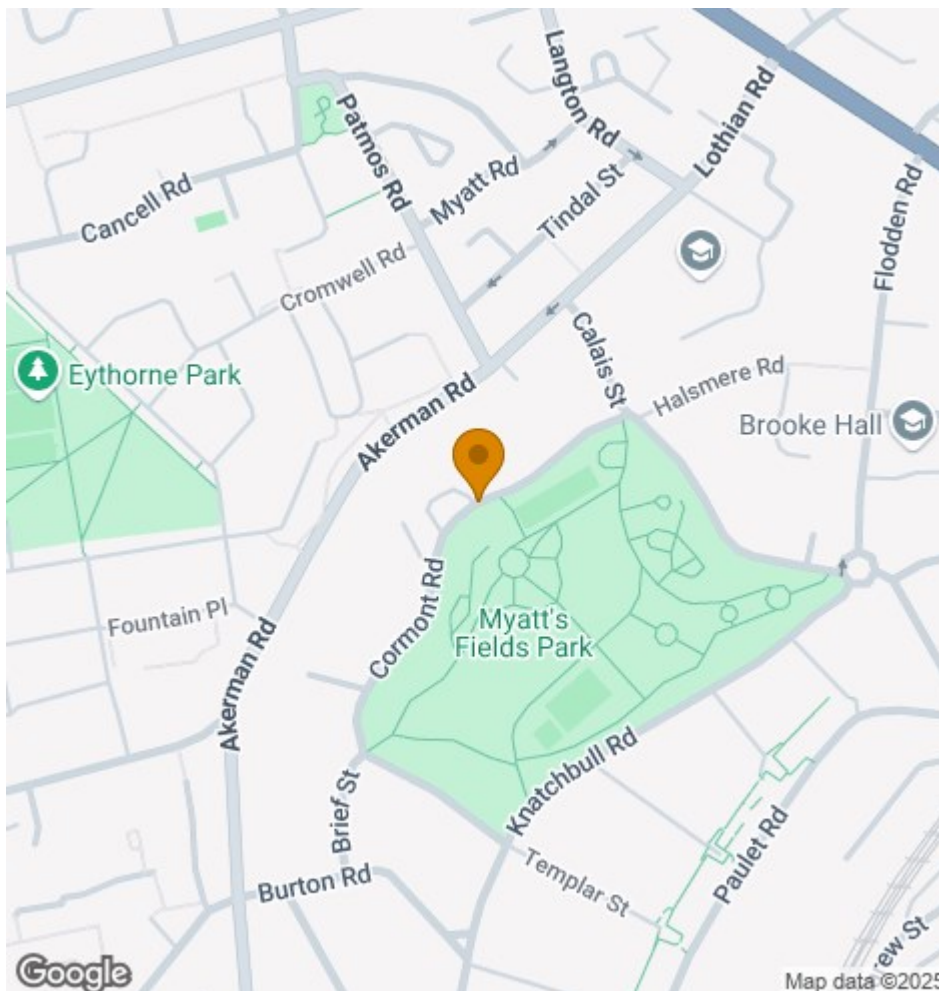 Langton Rd
Lothian Rd
Patmos Rd
Myatt Rd
Tindal St
Cancell Rd
Flodden Rd
Cromwell Rd
Calais St
Eythorne Park
Halsmere Rd
Akerman Rd
Brooke Hall
Cormont Rd
Fountain Pl
Myatt's
Fields Park
Akerman Rd
Knatchbull Rd
Brief St
Paulet Rd
Templar St
Burton Rd
rew St
Google
Map data ©2025